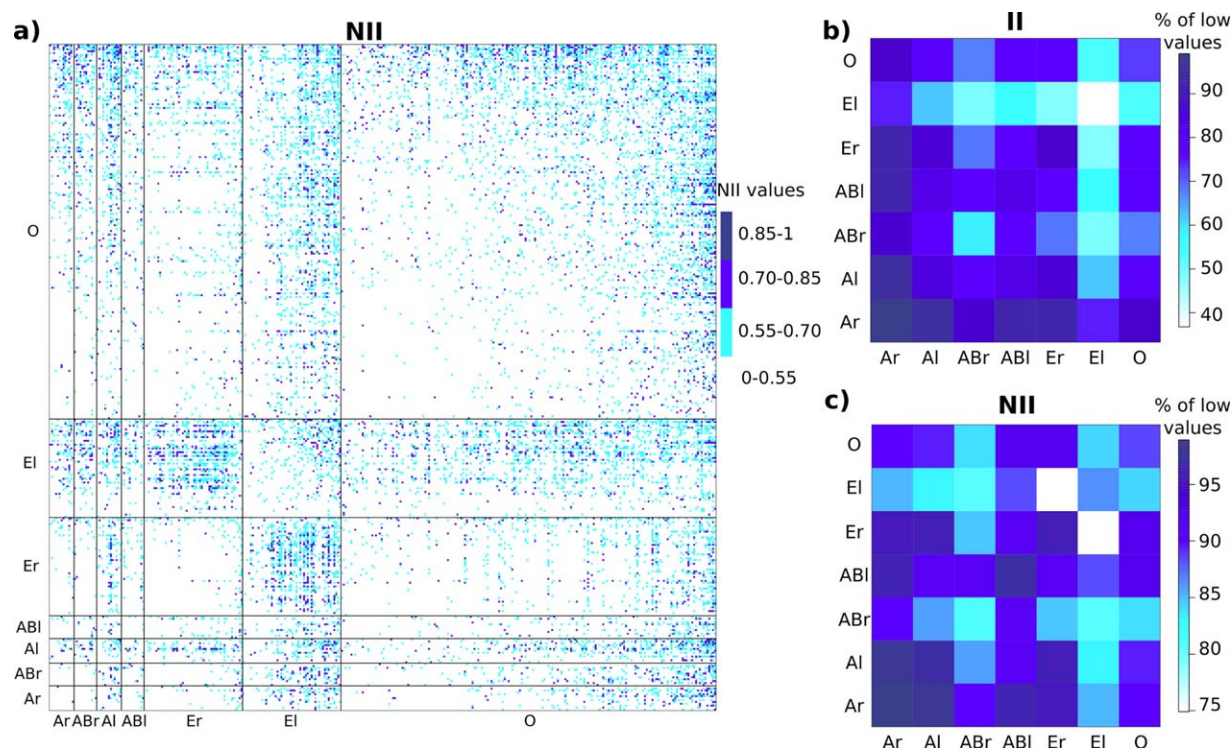 a)
NII
O
El
Er
ABl
Al
ABr
Ar
Ar ABr Al ABl Er El O
NII values
0.85-1
0.70-0.85
0.55-0.70
0-0.55
b)
II
% of low
values
O
El
Er
ABl
ABr
Al
Ar
Ar Al ABr ABl Er El O
90
80
70
60
50
40
c)
NII
% of low
values
O
El
Er
ABl
ABr
Al
Ar
Ar Al ABr ABl Er El O
95
90
85
80
75